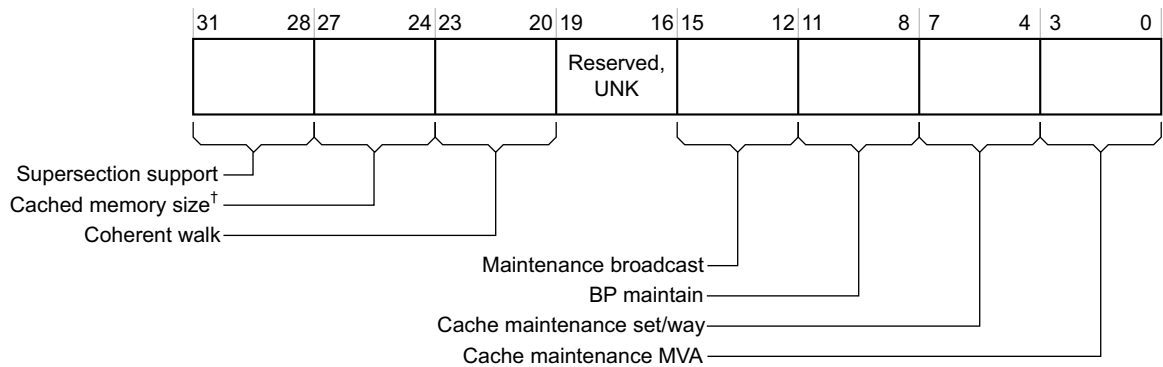 31 28 27 24 23 20 19 16 15 12 11 8 7 4 3 0
Reserved,
UNK
Supersection support
Cached memory size†
Coherent walk
Maintenance broadcast
BP maintain
Cache maintenance set/way
Cache maintenance MVA